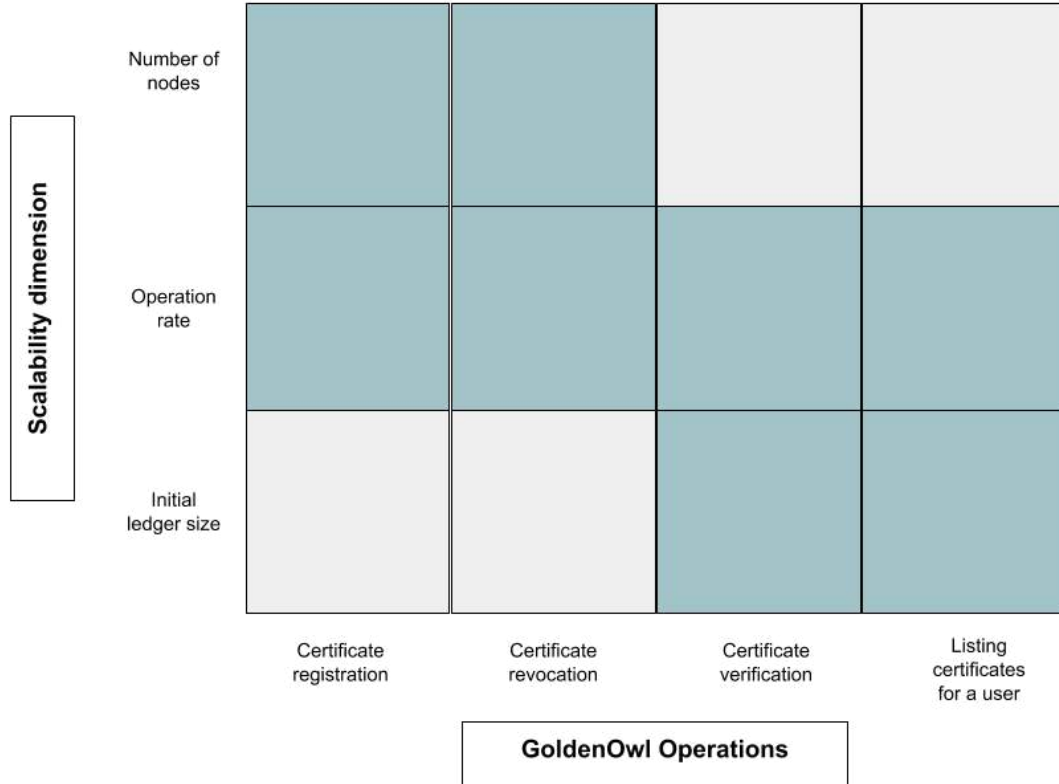 Number of
nodes
Scalability dimension
Operation
rate
Initial
ledger size
Certificate
registration
Certificate
revocation
Certificate
verification
Listing
certificates
for a user
GoldenOwl Operations